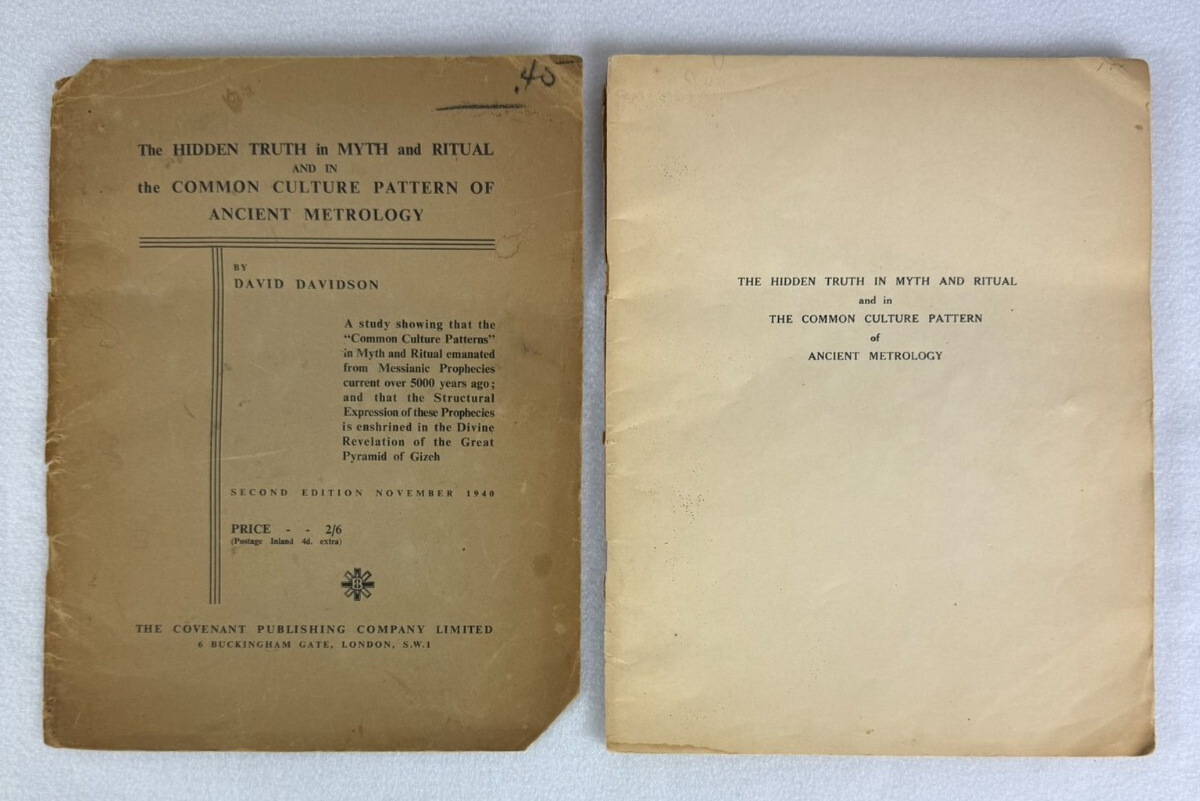 .40
The HIDDEN TRUTH in MYTH and RITUAL
AND IN
the COMMON CULTURE PATTERN OF
ANCIENT METROLOGY
BY
DAVID DAVIDSON
A study showing that the
"Common Culture Patterns"
in Myth and Ritual emanated
from Messianic Prophecies
current over 5000 years ago;
and that the Structural
Expression of these Prophecies
is enshrined in the Divine
Revelation of the Great
Pyramid of Gizeh
SECOND EDITION NOVEMBER 1940
PRICE - - 2/6
(Postage Inland 4d. extra)
THE COVENANT PUBLISHING COMPANY LIMITED
6 BUCKINGHAM GATE, LONDON, S.W.1
THE HIDDEN TRUTH IN MYTH AND RITUAL
and in
THE COMMON CULTURE PATTERN
of
ANCIENT METROLOGY